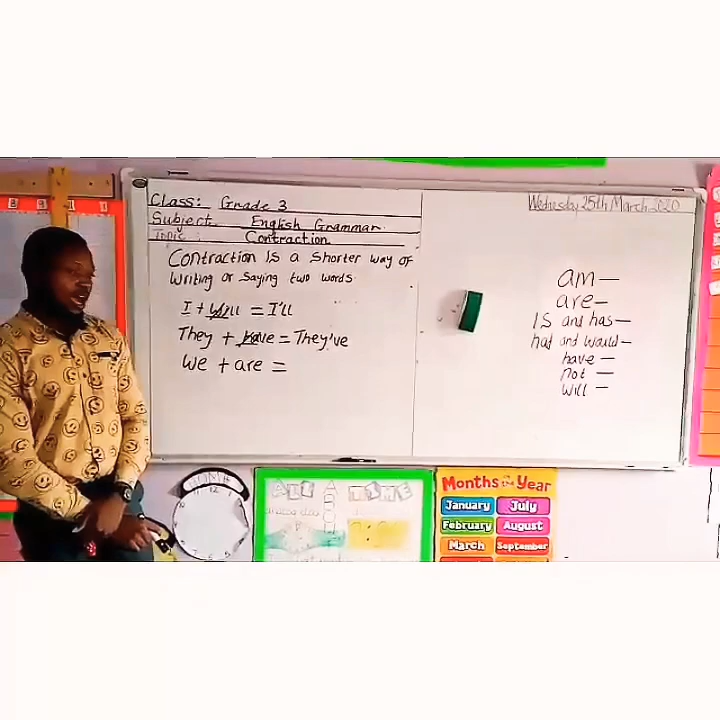 Class: Grade 3
Subject English Grammar
Topic : Contraction
Contraction is a shorter way of
writing or saying two words
I + will = I'll
They + have = They've
We + are =
Wednesday 25th March 2020
am —
are —
Is and has —
had and would —
have —
not —
will —
Months of the Year
January
July
February
August
March
September